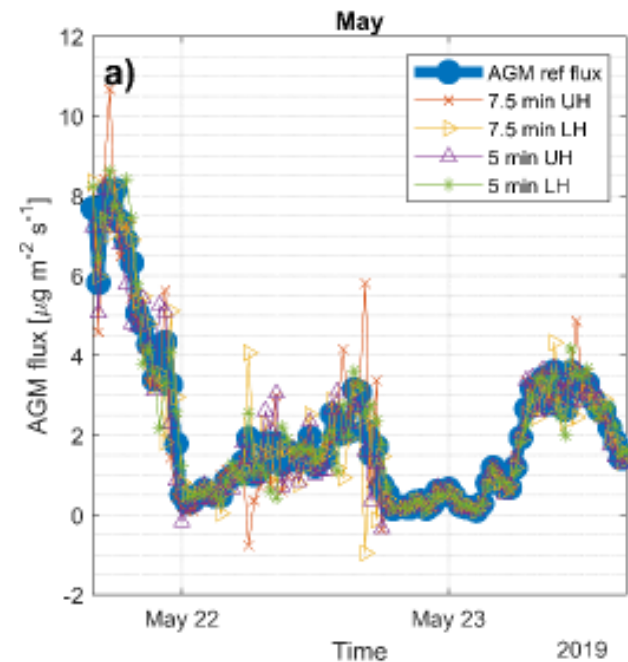 May
a)
AGM ref flux
7.5 min UH
7.5 min LH
5 min UH
5 min LH
AGM flux [μg m⁻² s⁻¹]
12
10
8
6
4
2
0
-2
May 22
May 23
Time
2019